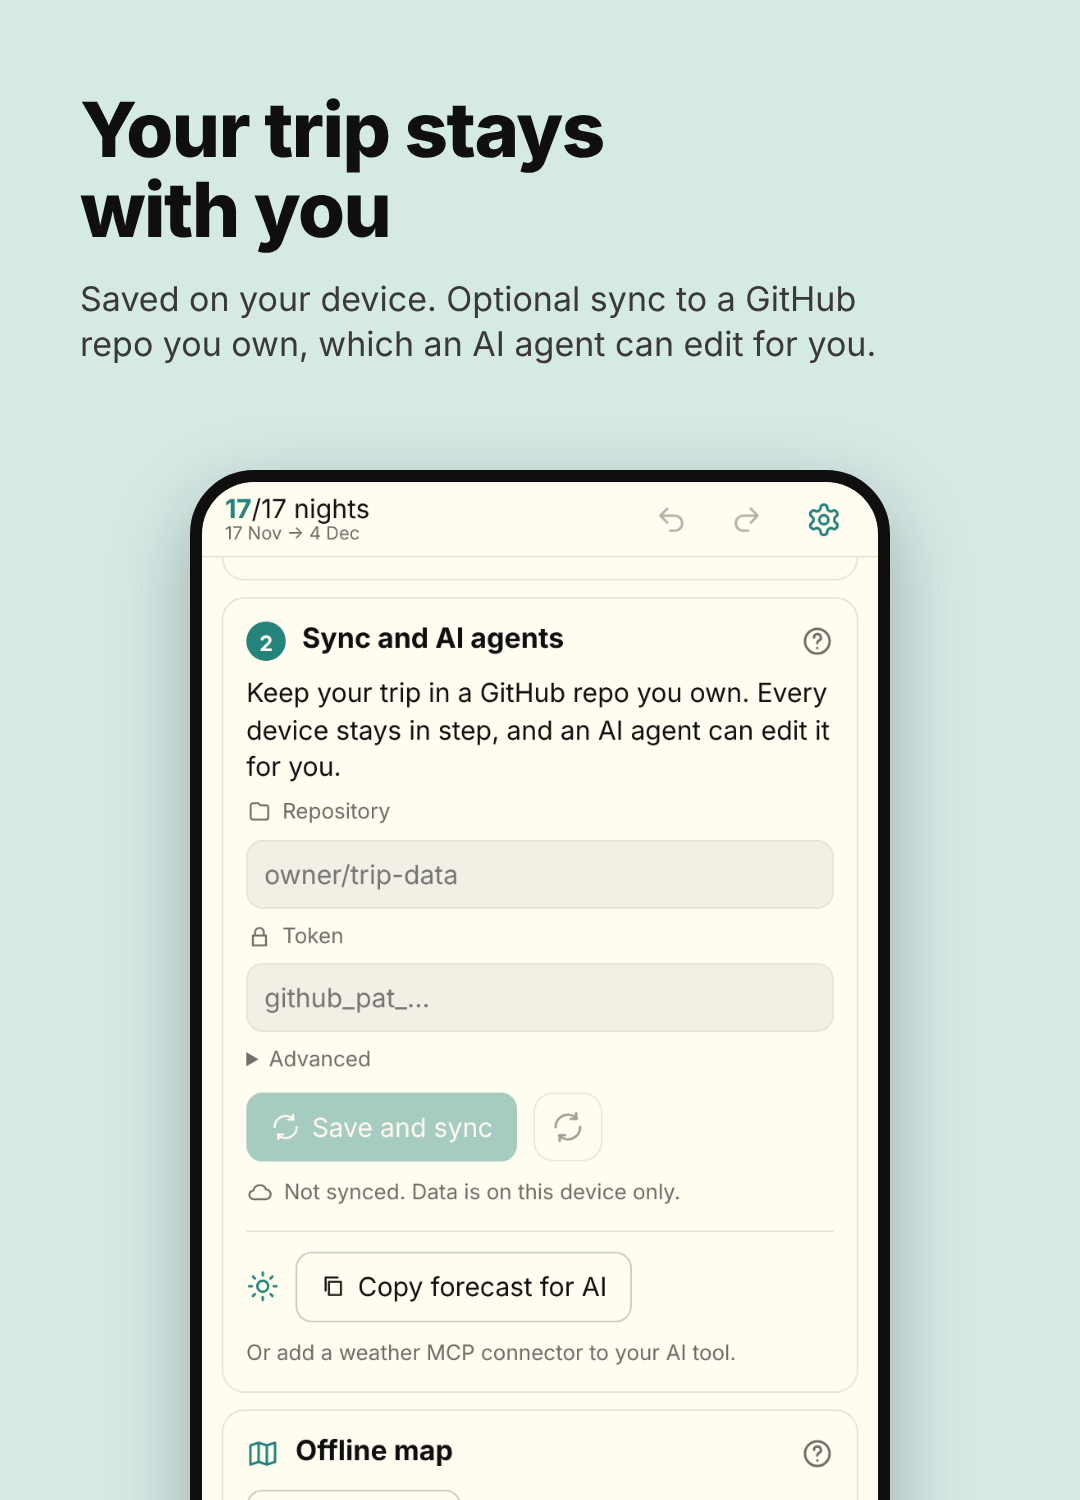 Your trip stays
with you
Saved on your device. Optional sync to a GitHub
repo you own, which an AI agent can edit for you.
17/17 nights
17 Nov → 4 Dec
2 Sync and AI agents
Keep your trip in a GitHub repo you own. Every
device stays in step, and an AI agent can edit it
for you.
Repository
owner/trip-data
Token
github_pat_...
Advanced
Save and sync
Not synced. Data is on this device only.
Copy forecast for AI
Or add a weather MCP connector to your AI tool.
Offline map